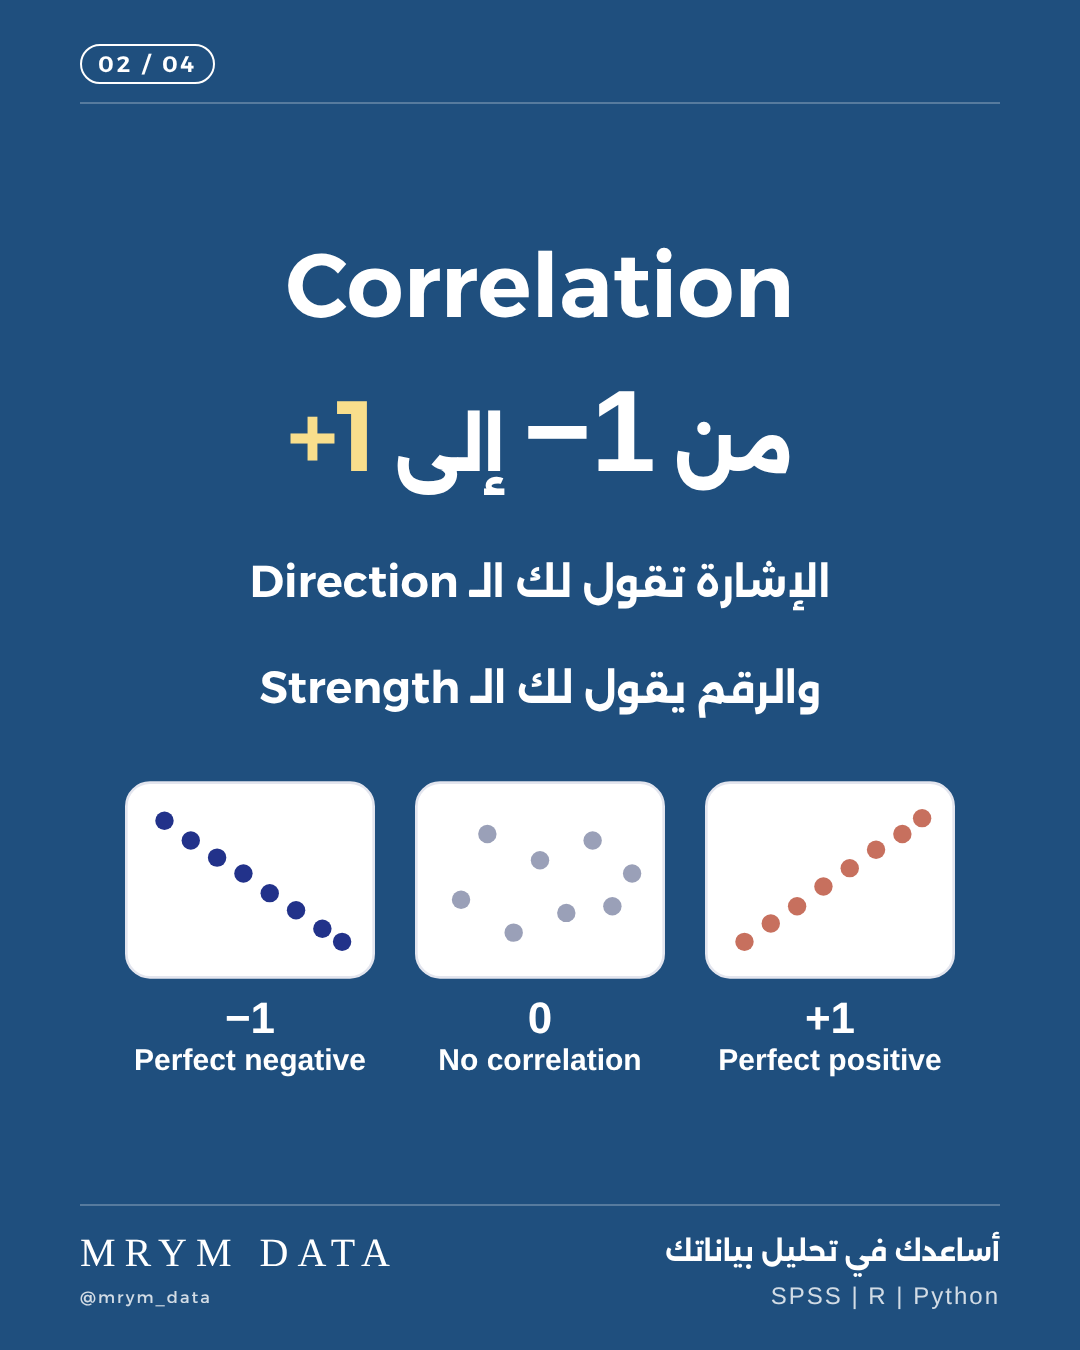 02 / 04
Correlation
من −1 إلى +1
الإشارة تقول لك الـ Direction
والرقم يقول لك الـ Strength
−1
Perfect negative
0
No correlation
+1
Perfect positive
MRYM DATA
@mrym_data
أساعدك في تحليل بياناتك
SPSS | R | Python